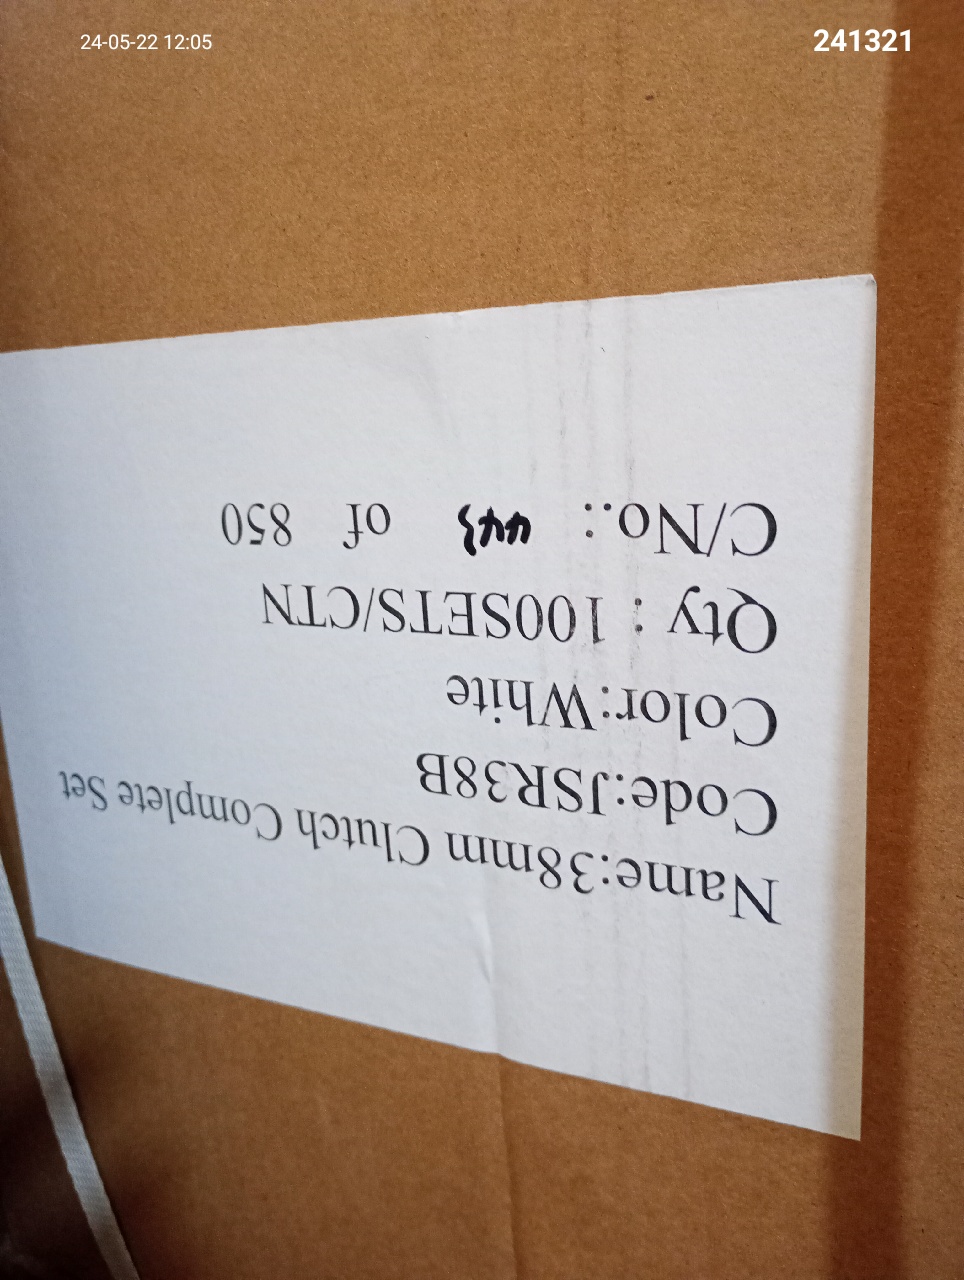 24-05-22 12:05
241321
Name:38mm Clutch Complete Set
Code:JSR38B
Color:White
Qty : 100SETS/CTN
C/No.: 443 of 850